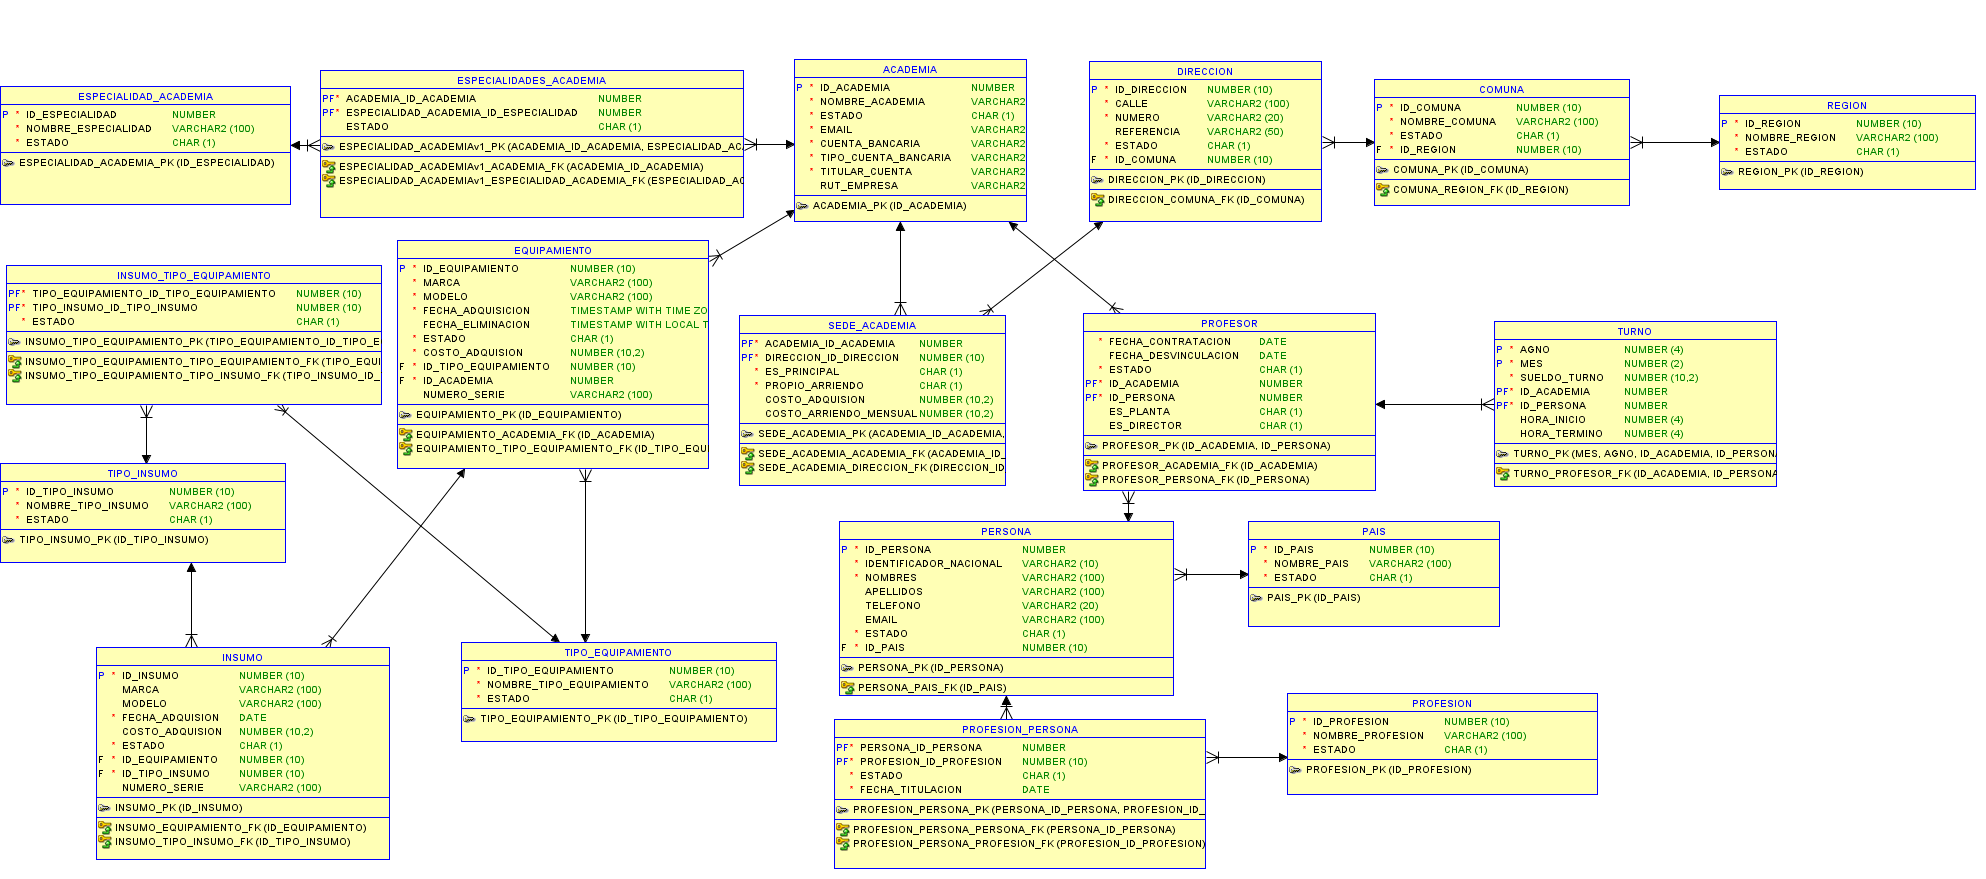 ESPECIALIDAD_ACADEMIA
P * ID_ESPECIALIDAD NUMBER
* NOMBRE_ESPECIALIDAD VARCHAR2 (100)
* ESTADO CHAR (1)
ESPECIALIDAD_ACADEMIA_PK (ID_ESPECIALIDAD)
ESPECIALIDADES_ACADEMIA
PF* ACADEMIA_ID_ACADEMIA NUMBER
PF* ESPECIALIDAD_ACADEMIA_ID_ESPECIALIDAD NUMBER
ESTADO CHAR (1)
ESPECIALIDAD_ACADEMIAv1_PK (ACADEMIA_ID_ACADEMIA, ESPECIALIDAD_AC
ESPECIALIDAD_ACADEMIAv1_ACADEMIA_FK (ACADEMIA_ID_ACADEMIA)
ESPECIALIDAD_ACADEMIAv1_ESPECIALIDAD_ACADEMIA_FK (ESPECIALIDAD_AC
ACADEMIA
P * ID_ACADEMIA NUMBER
* NOMBRE_ACADEMIA VARCHAR2
* ESTADO CHAR (1)
* EMAIL VARCHAR2
* CUENTA_BANCARIA VARCHAR2
* TIPO_CUENTA_BANCARIA VARCHAR2
* TITULAR_CUENTA VARCHAR2
RUT_EMPRESA VARCHAR2
ACADEMIA_PK (ID_ACADEMIA)
DIRECCION
P * ID_DIRECCION NUMBER (10)
* CALLE VARCHAR2 (100)
* NUMERO VARCHAR2 (20)
REFERENCIA VARCHAR2 (50)
* ESTADO CHAR (1)
F * ID_COMUNA NUMBER (10)
DIRECCION_PK (ID_DIRECCION)
DIRECCION_COMUNA_FK (ID_COMUNA)
COMUNA
P * ID_COMUNA NUMBER (10)
* NOMBRE_COMUNA VARCHAR2 (100)
* ESTADO CHAR (1)
F * ID_REGION NUMBER (10)
COMUNA_PK (ID_COMUNA)
COMUNA_REGION_FK (ID_REGION)
REGION
P * ID_REGION NUMBER (10)
* NOMBRE_REGION VARCHAR2 (100)
* ESTADO CHAR (1)
REGION_PK (ID_REGION)
INSUMO_TIPO_EQUIPAMIENTO
PF* TIPO_EQUIPAMIENTO_ID_TIPO_EQUIPAMIENTO NUMBER (10)
PF* TIPO_INSUMO_ID_TIPO_INSUMO NUMBER (10)
* ESTADO CHAR (1)
INSUMO_TIPO_EQUIPAMIENTO_PK (TIPO_EQUIPAMIENTO_ID_TIPO_E
INSUMO_TIPO_EQUIPAMIENTO_TIPO_EQUIPAMIENTO_FK (TIPO_EQUI
INSUMO_TIPO_EQUIPAMIENTO_TIPO_INSUMO_FK (TIPO_INSUMO_ID_
EQUIPAMIENTO
P * ID_EQUIPAMIENTO NUMBER (10)
* MARCA VARCHAR2 (100)
* MODELO VARCHAR2 (100)
* FECHA_ADQUISICION TIMESTAMP WITH TIME ZO
FECHA_ELIMINACION TIMESTAMP WITH LOCAL T
* ESTADO CHAR (1)
* COSTO_ADQUISION NUMBER (10,2)
F * ID_TIPO_EQUIPAMIENTO NUMBER (10)
F * ID_ACADEMIA NUMBER
NUMERO_SERIE VARCHAR2 (100)
EQUIPAMIENTO_PK (ID_EQUIPAMIENTO)
EQUIPAMIENTO_ACADEMIA_FK (ID_ACADEMIA)
EQUIPAMIENTO_TIPO_EQUIPAMIENTO_FK (ID_TIPO_EQU
SEDE_ACADEMIA
PF* ACADEMIA_ID_ACADEMIA NUMBER
PF* DIRECCION_ID_DIRECCION NUMBER (10)
* ES_PRINCIPAL CHAR (1)
* PROPIO_ARRIENDO CHAR (1)
COSTO_ADQUISION NUMBER (10,2)
COSTO_ARRIENDO_MENSUAL NUMBER (10,2)
SEDE_ACADEMIA_PK (ACADEMIA_ID_ACADEMIA,
SEDE_ACADEMIA_ACADEMIA_FK (ACADEMIA_ID_
SEDE_ACADEMIA_DIRECCION_FK (DIRECCION_ID
PROFESOR
* FECHA_CONTRATACION DATE
FECHA_DESVINCULACION DATE
* ESTADO CHAR (1)
PF* ID_ACADEMIA NUMBER
PF* ID_PERSONA NUMBER
ES_PLANTA CHAR (1)
ES_DIRECTOR CHAR (1)
PROFESOR_PK (ID_ACADEMIA, ID_PERSONA)
PROFESOR_ACADEMIA_FK (ID_ACADEMIA)
PROFESOR_PERSONA_FK (ID_PERSONA)
TURNO
P * AGNO NUMBER (4)
P * MES NUMBER (2)
* SUELDO_TURNO NUMBER (10,2)
PF* ID_ACADEMIA NUMBER
PF* ID_PERSONA NUMBER
HORA_INICIO NUMBER (4)
HORA_TERMINO NUMBER (4)
TURNO_PK (MES, AGNO, ID_ACADEMIA, ID_PERSONA
TURNO_PROFESOR_FK (ID_ACADEMIA, ID_PERSONA
TIPO_INSUMO
P * ID_TIPO_INSUMO NUMBER (10)
* NOMBRE_TIPO_INSUMO VARCHAR2 (100)
* ESTADO CHAR (1)
TIPO_INSUMO_PK (ID_TIPO_INSUMO)
PERSONA
P * ID_PERSONA NUMBER
* IDENTIFICADOR_NACIONAL VARCHAR2 (10)
* NOMBRES VARCHAR2 (100)
APELLIDOS VARCHAR2 (100)
TELEFONO VARCHAR2 (20)
EMAIL VARCHAR2 (100)
* ESTADO CHAR (1)
F * ID_PAIS NUMBER (10)
PERSONA_PK (ID_PERSONA)
PERSONA_PAIS_FK (ID_PAIS)
PAIS
P * ID_PAIS NUMBER (10)
* NOMBRE_PAIS VARCHAR2 (100)
* ESTADO CHAR (1)
PAIS_PK (ID_PAIS)
INSUMO
P * ID_INSUMO NUMBER (10)
MARCA VARCHAR2 (100)
MODELO VARCHAR2 (100)
* FECHA_ADQUISION DATE
COSTO_ADQUISION NUMBER (10,2)
* ESTADO CHAR (1)
F * ID_EQUIPAMIENTO NUMBER (10)
F * ID_TIPO_INSUMO NUMBER (10)
NUMERO_SERIE VARCHAR2 (100)
INSUMO_PK (ID_INSUMO)
INSUMO_EQUIPAMIENTO_FK (ID_EQUIPAMIENTO)
INSUMO_TIPO_INSUMO_FK (ID_TIPO_INSUMO)
TIPO_EQUIPAMIENTO
P * ID_TIPO_EQUIPAMIENTO NUMBER (10)
* NOMBRE_TIPO_EQUIPAMIENTO VARCHAR2 (100)
* ESTADO CHAR (1)
TIPO_EQUIPAMIENTO_PK (ID_TIPO_EQUIPAMIENTO)
PROFESION_PERSONA
PF* PERSONA_ID_PERSONA NUMBER
PF* PROFESION_ID_PROFESION NUMBER (10)
* ESTADO CHAR (1)
* FECHA_TITULACION DATE
PROFESION_PERSONA_PK (PERSONA_ID_PERSONA, PROFESION_ID_
PROFESION_PERSONA_PERSONA_FK (PERSONA_ID_PERSONA)
PROFESION_PERSONA_PROFESION_FK (PROFESION_ID_PROFESION)
PROFESION
P * ID_PROFESION NUMBER (10)
* NOMBRE_PROFESION VARCHAR2 (100)
* ESTADO CHAR (1)
PROFESION_PK (ID_PROFESION)